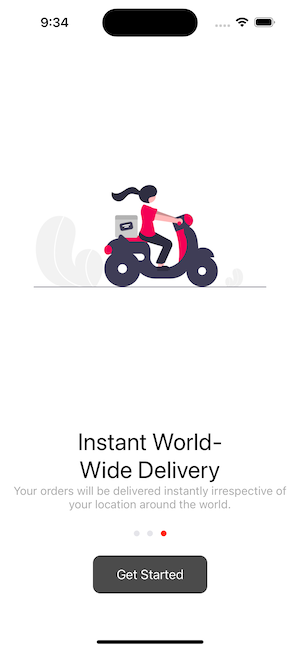 9:34
Instant World-
Wide Delivery
Your orders will be delivered instantly irrespective of
your location around the world.
Get Started